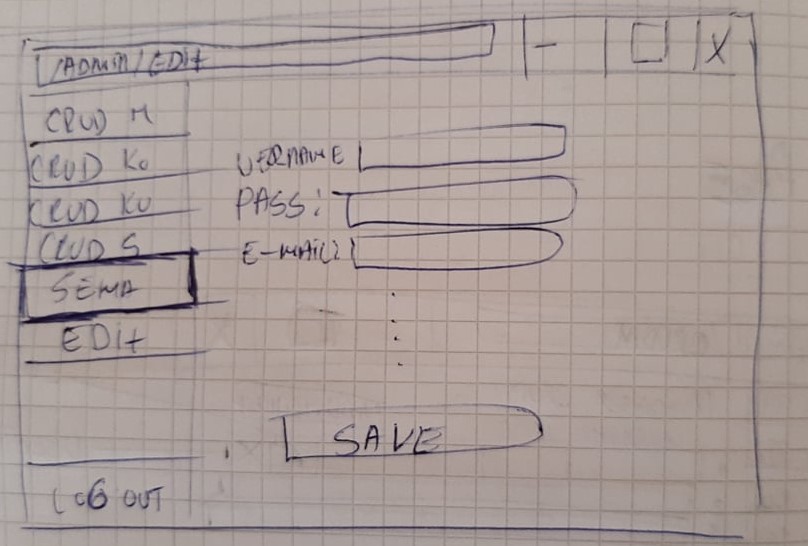 /ADMIN/EDIT - X
CRUD M
CRUD Ko
CRUD KU
CRUD S
SEMA
EDIT
LOG OUT
USERNAME
PASS:
E-MAIL:
SAVE